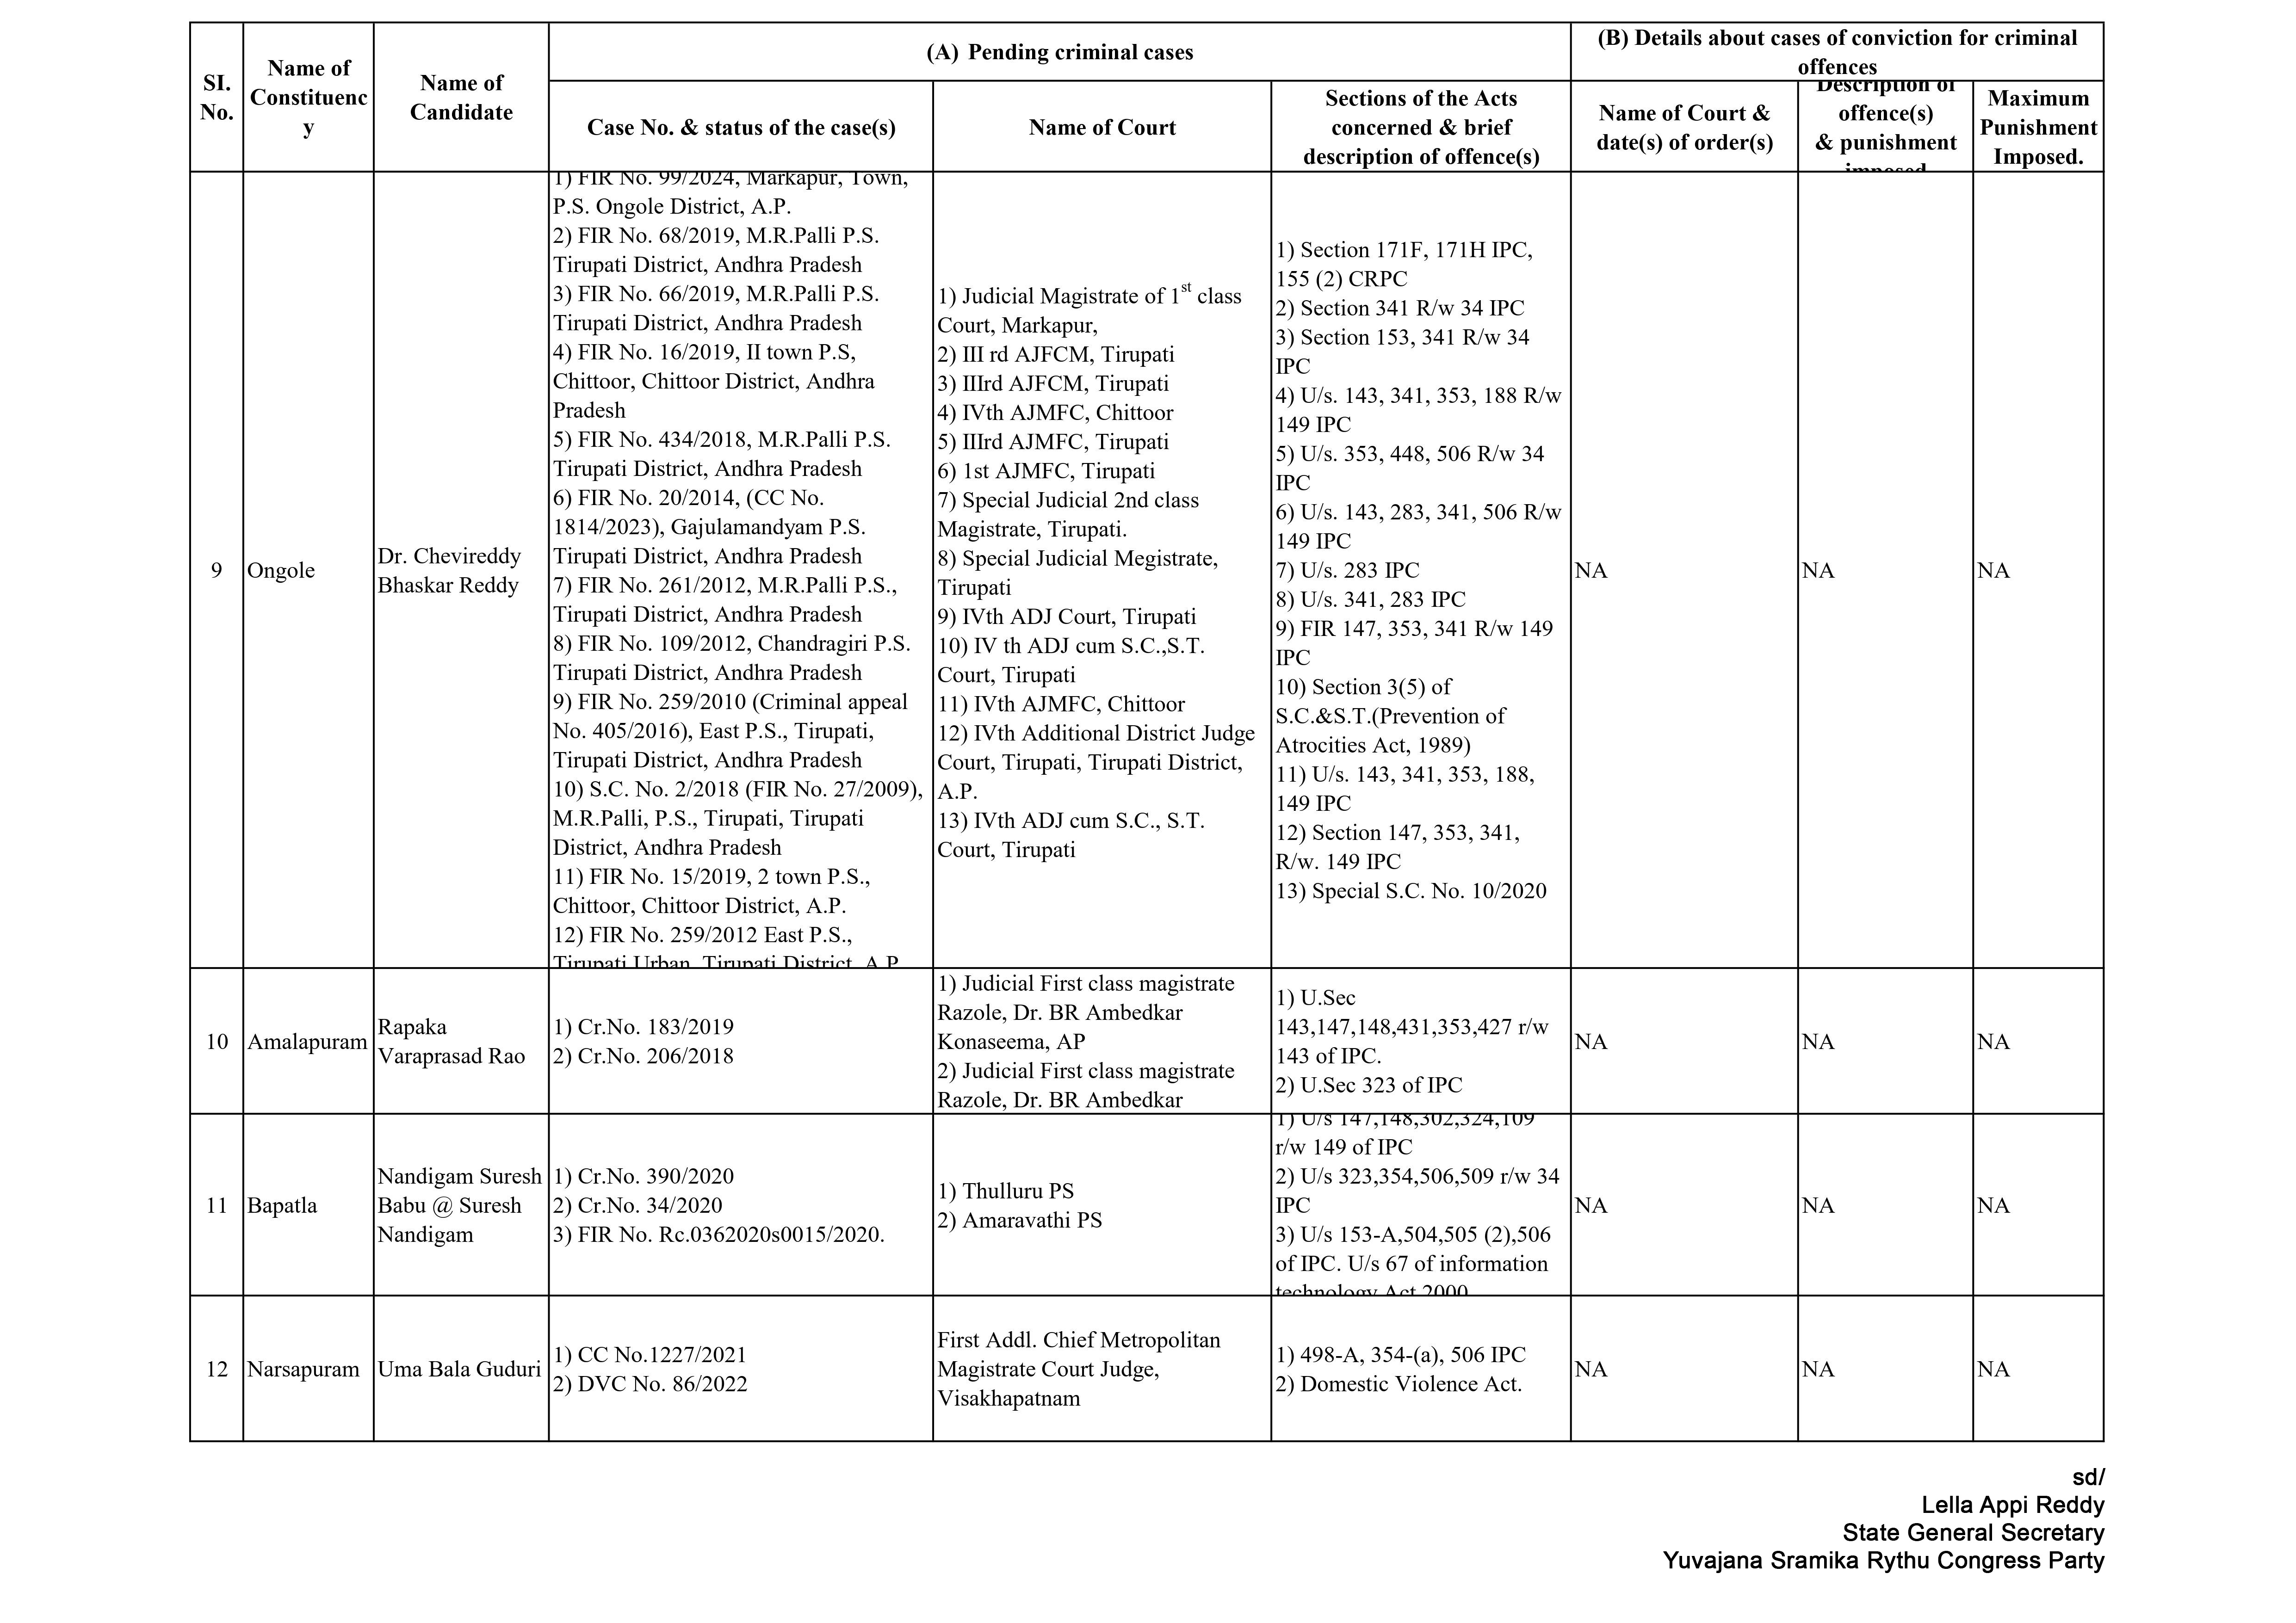 SI.
No.
Name of
Constituenc
y
Name of
Candidate
(A) Pending criminal cases
(B) Details about cases of conviction for criminal
offences
Case No. & status of the case(s)
Name of Court
Sections of the Acts
concerned & brief
description of offence(s)
Name of Court &
date(s) of order(s)
Description of
offence(s)
& punishment
imposed
Maximum
Punishment
Imposed.
9
Ongole
Dr. Chevireddy
Bhaskar Reddy
1) FIR No. 99/2024, Markapur, Town,
P.S. Ongole District, A.P.
2) FIR No. 68/2019, M.R.Palli P.S.
Tirupati District, Andhra Pradesh
3) FIR No. 66/2019, M.R.Palli P.S.
Tirupati District, Andhra Pradesh
4) FIR No. 16/2019, II town P.S,
Chittoor, Chittoor District, Andhra
Pradesh
5) FIR No. 434/2018, M.R.Palli P.S.
Tirupati District, Andhra Pradesh
6) FIR No. 20/2014, (CC No.
1814/2023), Gajulamandyam P.S.
Tirupati District, Andhra Pradesh
7) FIR No. 261/2012, M.R.Palli P.S.,
Tirupati District, Andhra Pradesh
8) FIR No. 109/2012, Chandragiri P.S.
Tirupati District, Andhra Pradesh
9) FIR No. 259/2010 (Criminal appeal
No. 405/2016), East P.S., Tirupati,
Tirupati District, Andhra Pradesh
10) S.C. No. 2/2018 (FIR No. 27/2009),
M.R.Palli, P.S., Tirupati, Tirupati
District, Andhra Pradesh
11) FIR No. 15/2019, 2 town P.S.,
Chittoor, Chittoor District, A.P.
12) FIR No. 259/2012 East P.S.,
Tirupati Urban, Tirupati District, A.P
1) Judicial Magistrate of 1st class
Court, Markapur,
2) III rd AJFCM, Tirupati
3) IIIrd AJFCM, Tirupati
4) IVth AJMFC, Chittoor
5) IIIrd AJMFC, Tirupati
6) 1st AJMFC, Tirupati
7) Special Judicial 2nd class
Magistrate, Tirupati.
8) Special Judicial Megistrate,
Tirupati
9) IVth ADJ Court, Tirupati
10) IV th ADJ cum S.C.,S.T.
Court, Tirupati
11) IVth AJMFC, Chittoor
12) IVth Additional District Judge
Court, Tirupati, Tirupati District,
A.P.
13) IVth ADJ cum S.C., S.T.
Court, Tirupati
1) Section 171F, 171H IPC,
155 (2) CRPC
2) Section 341 R/w 34 IPC
3) Section 153, 341 R/w 34
IPC
4) U/s. 143, 341, 353, 188 R/w
149 IPC
5) U/s. 353, 448, 506 R/w 34
IPC
6) U/s. 143, 283, 341, 506 R/w
149 IPC
7) U/s. 283 IPC
8) U/s. 341, 283 IPC
9) FIR 147, 353, 341 R/w 149
IPC
10) Section 3(5) of
S.C.&S.T.(Prevention of
Atrocities Act, 1989)
11) U/s. 143, 341, 353, 188,
149 IPC
12) Section 147, 353, 341,
R/w. 149 IPC
13) Special S.C. No. 10/2020
NA
NA
NA
10
Amalapuram
Rapaka
Varaprasad Rao
1) Cr.No. 183/2019
2) Cr.No. 206/2018
1) Judicial First class magistrate
Razole, Dr. BR Ambedkar
Konaseema, AP
2) Judicial First class magistrate
Razole, Dr. BR Ambedkar
1) U.Sec
143,147,148,431,353,427 r/w
143 of IPC.
2) U.Sec 323 of IPC
NA
NA
NA
11
Bapatla
Nandigam Suresh
Babu @ Suresh
Nandigam
1) Cr.No. 390/2020
2) Cr.No. 34/2020
3) FIR No. Rc.0362020s0015/2020.
1) Thulluru PS
2) Amaravathi PS
1) U/s 147,148,302,324,109
r/w 149 of IPC
2) U/s 323,354,506,509 r/w 34
IPC
3) U/s 153-A,504,505 (2),506
of IPC. U/s 67 of information
technology Act 2000
NA
NA
NA
12
Narsapuram
Uma Bala Guduri
1) CC No.1227/2021
2) DVC No. 86/2022
First Addl. Chief Metropolitan
Magistrate Court Judge,
Visakhapatnam
1) 498-A, 354-(a), 506 IPC
2) Domestic Violence Act.
NA
NA
NA
sd/
Lella Appi Reddy
State General Secretary
Yuvajana Sramika Rythu Congress Party